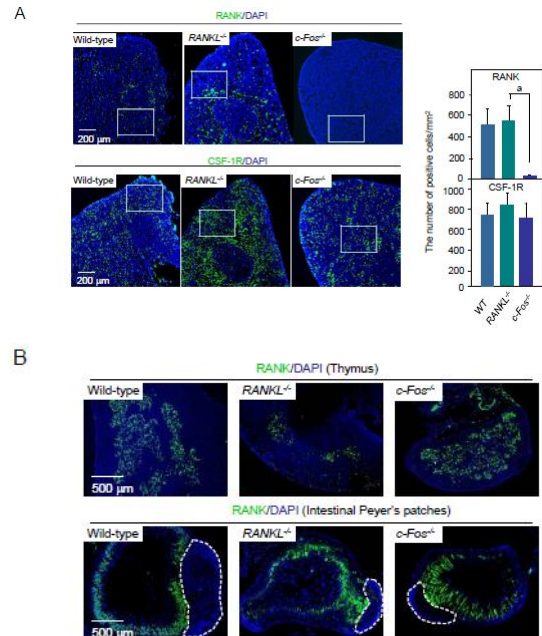 A
RANK/DAPI
Wild-type RANKL-/- c-Fos-/-
200 µm
CSF-1R/DAPI
Wild-type RANKL-/- c-Fos-/-
200 µm
The number of positive cells/mm²
RANK
a
800
600
400
200
0
CSF-1R
1000
800
600
400
200
0
WT RANKL-/- c-Fos-/-
B
RANK/DAPI (Thymus)
Wild-type RANKL-/- c-Fos-/-
500 µm
RANK/DAPI (Intestinal Peyer's patches)
Wild-type RANKL-/- c-Fos-/-
500 µm